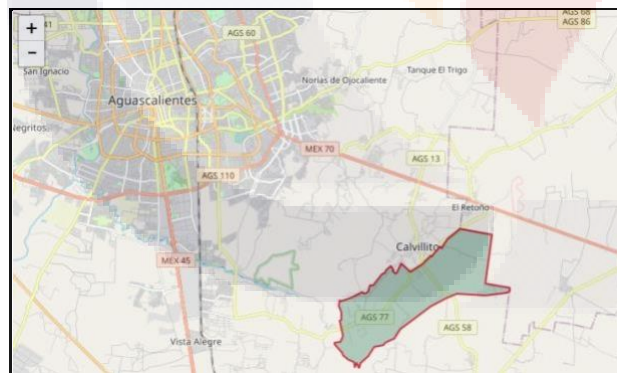 +
−
41
AGS 60
AGS 68
AGS 86
San Ignacio
Norias de Ojocaliente
Tanque El Trigo
Aguascalientes
Negritos
MEX 70
AGS 13
AGS 110
El Retoño
Calvillito
MEX 45
AGS 77
AGS 58
Vista Alegre